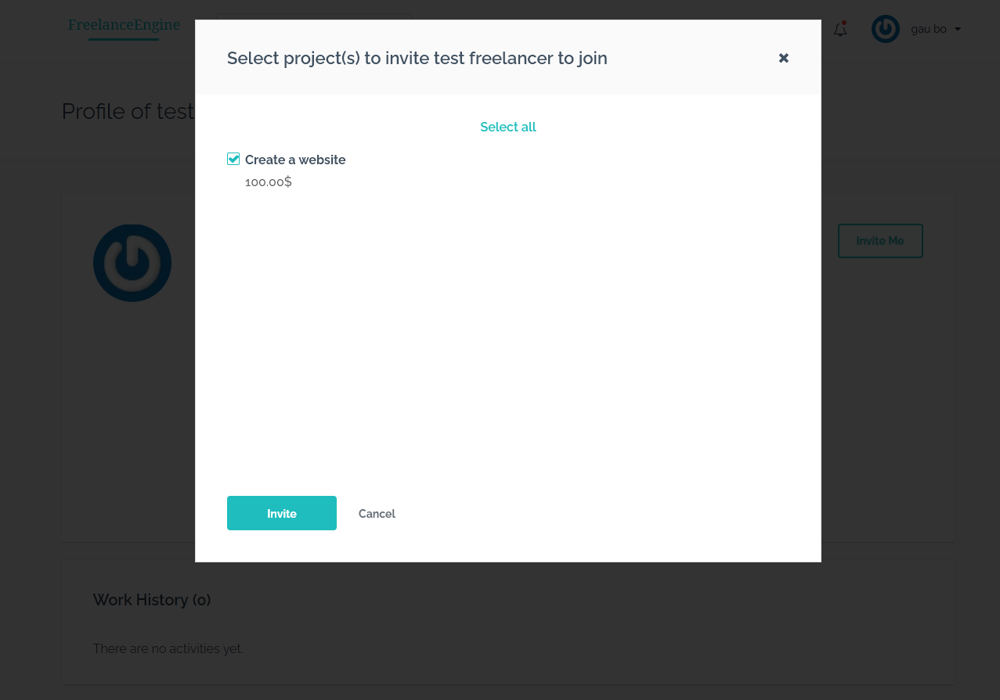 FreelanceEngine
gau bo
Select project(s) to invite test freelancer to join
Profile of test
Select all
Create a website
100.00$
Invite Me
Invite
Cancel
Work History (0)
There are no activities yet.